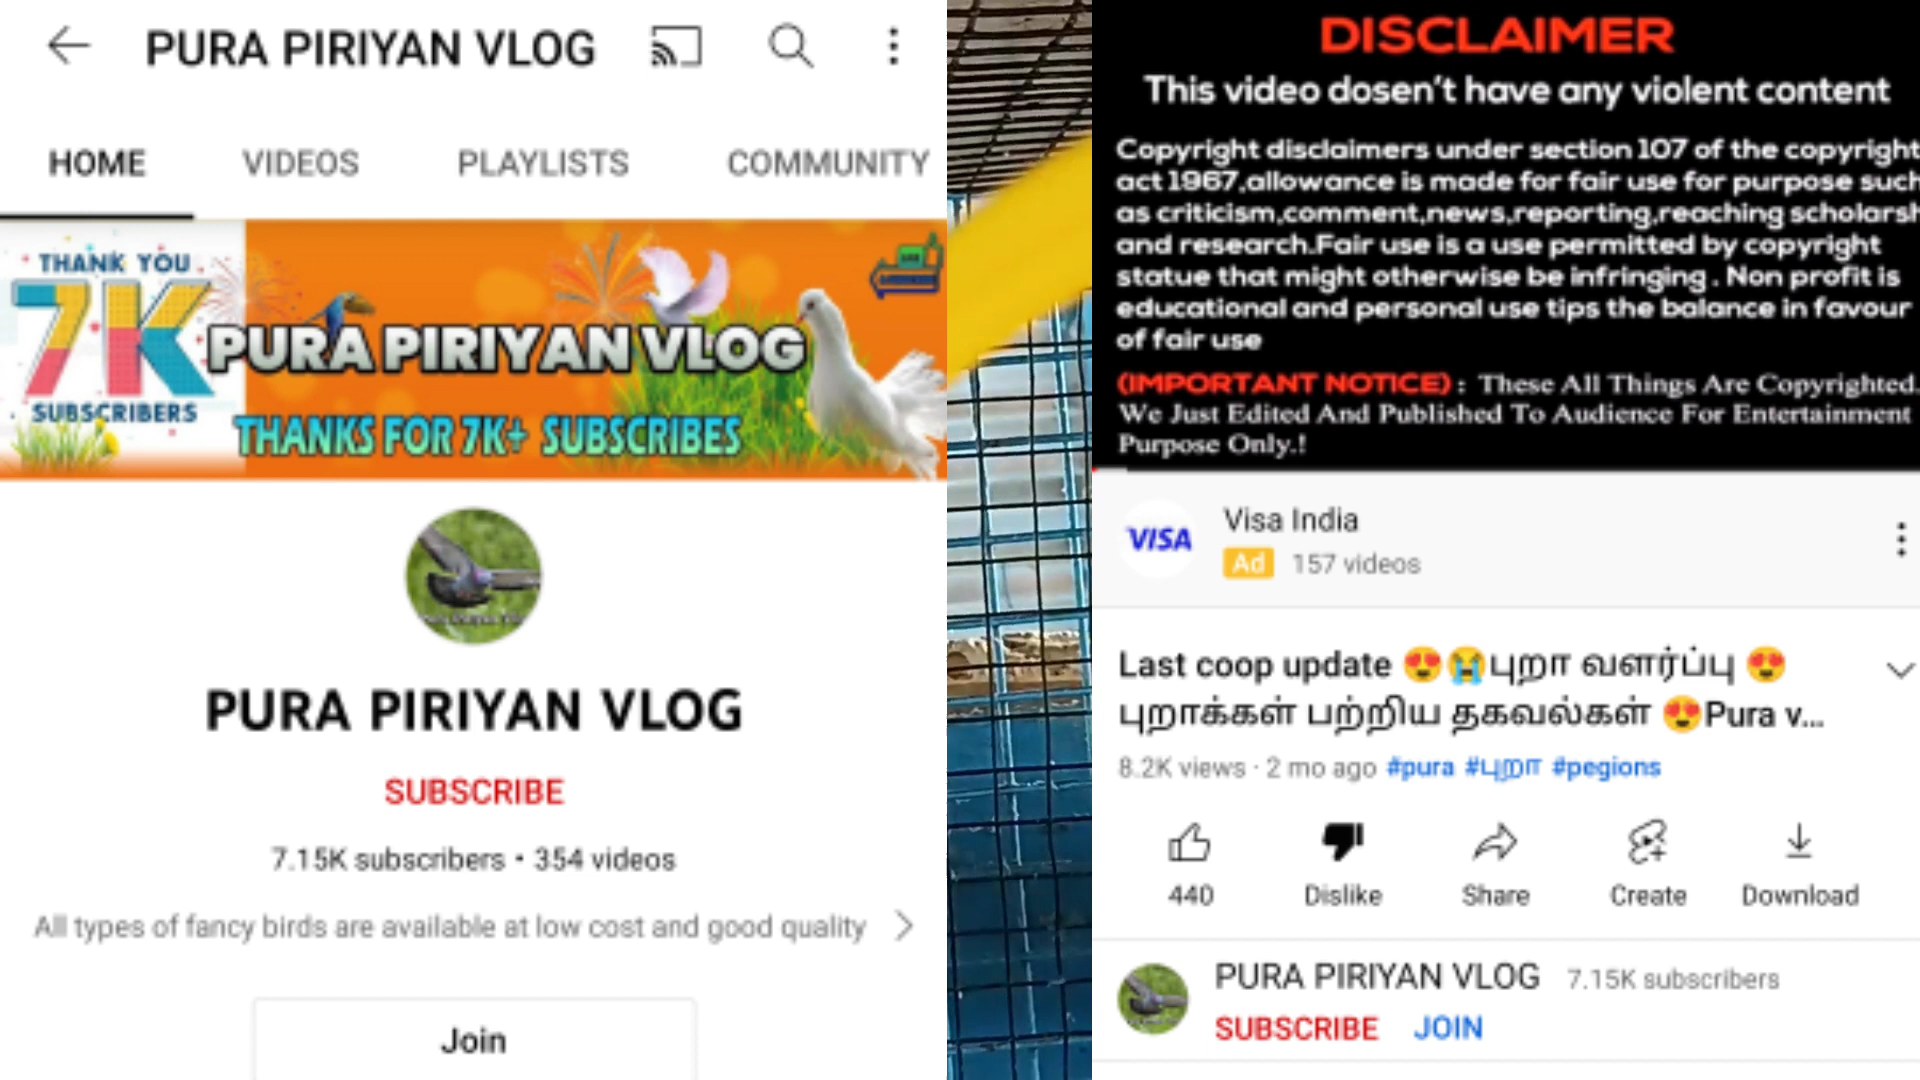 PURA PIRIYAN VLOG
HOME VIDEOS PLAYLISTS COMMUNITY
THANK YOU
7K
SUBSCRIBERS
PURA PIRIYAN VLOG
THANKS FOR 7K+ SUBSCRIBES
PURA PIRIYAN VLOG
SUBSCRIBE
7.15K subscribers • 354 videos
All types of fancy birds are available at low cost and good quality
Join
DISCLAIMER
This video dosen't have any violent content
Copyright disclaimers under section 107 of the copyright
act 1967,allowance is made for fair use for purpose such
as criticism,comment,news,reporting,reaching scholarsh
and research.Fair use is a use permitted by copyright
statue that might otherwise be infringing . Non profit is
educational and personal use tips the balance in favour
of fair use
(IMPORTANT NOTICE) : These All Things Are Copyrighted.
We Just Edited And Published To Audience For Entertainment
Purpose Only.!
VISA
Visa India
Ad 157 videos
Last coop update 😍😭புறா வளர்ப்பு 😍
புறாக்கள் பற்றிய தகவல்கள் 😍Pura v...
8.2K views · 2 mo ago #pura #புறா #pegions
440 Dislike Share Create Download
PURA PIRIYAN VLOG 7.15K subscribers
SUBSCRIBE JOIN